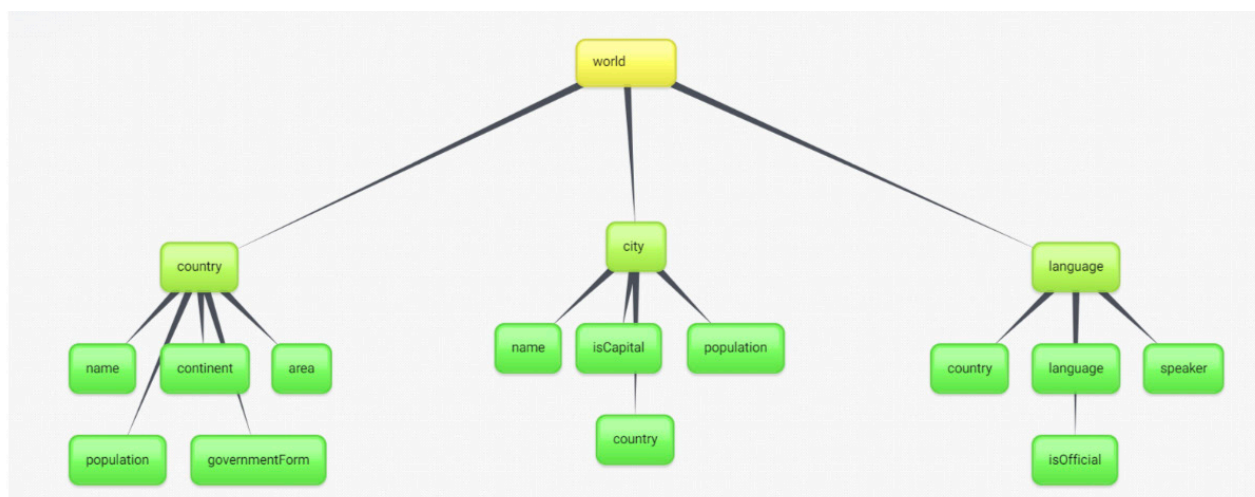 world
country
city
language
name
isCapital
population
name
continent
area
country
language
speaker
country
population
governmentForm
isOfficial